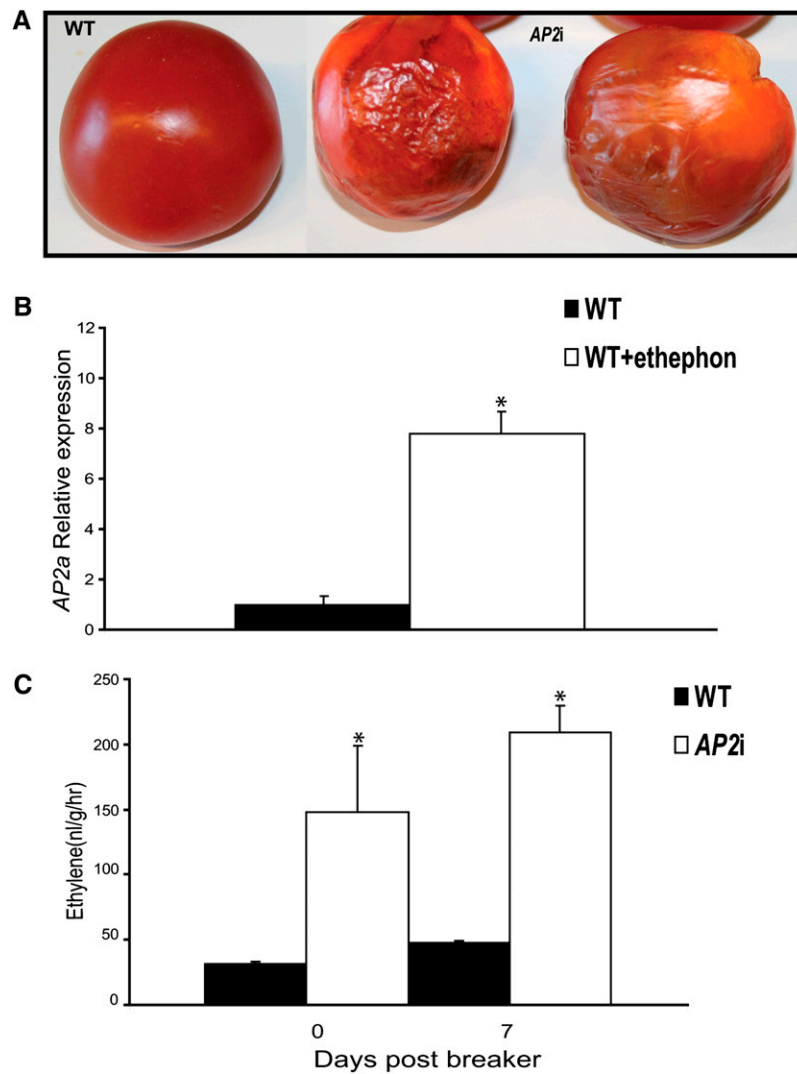 A
WT
AP2i
B
WT
WT+ethephon
AP2a Relative expression
12
10
8
6
4
2
0
*
C
WT
AP2i
Ethylene(nl/g/hr)
250
200
150
100
50
0
*
*
0 7
Days post breaker